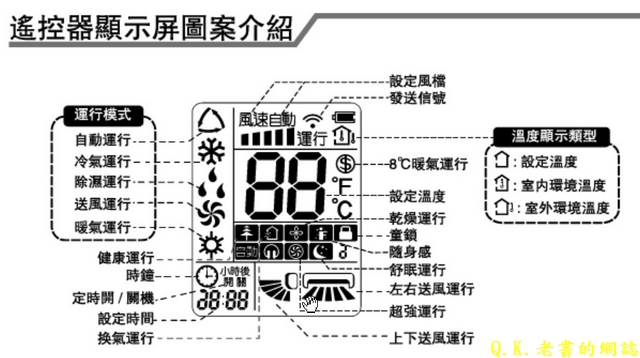 遙控器顯示屏圖案介紹
設定風檔
發送信號
運行模式
自動運行
冷氣運行
除濕運行
送風運行
暖氣運行
健康運行
時鐘
定時開/關機
設定時間
換氣運行
風速自動
運行
88
°F
°C
自動
小時後
開 關
88:88
8℃暖氣運行
設定溫度
乾燥運行
童鎖
隨身感
舒眠運行
左右送風運行
超強運行
上下送風運行
溫度顯示類型
:設定溫度
:室內環境溫度
:室外環境溫度
Q.K.老書的網誌